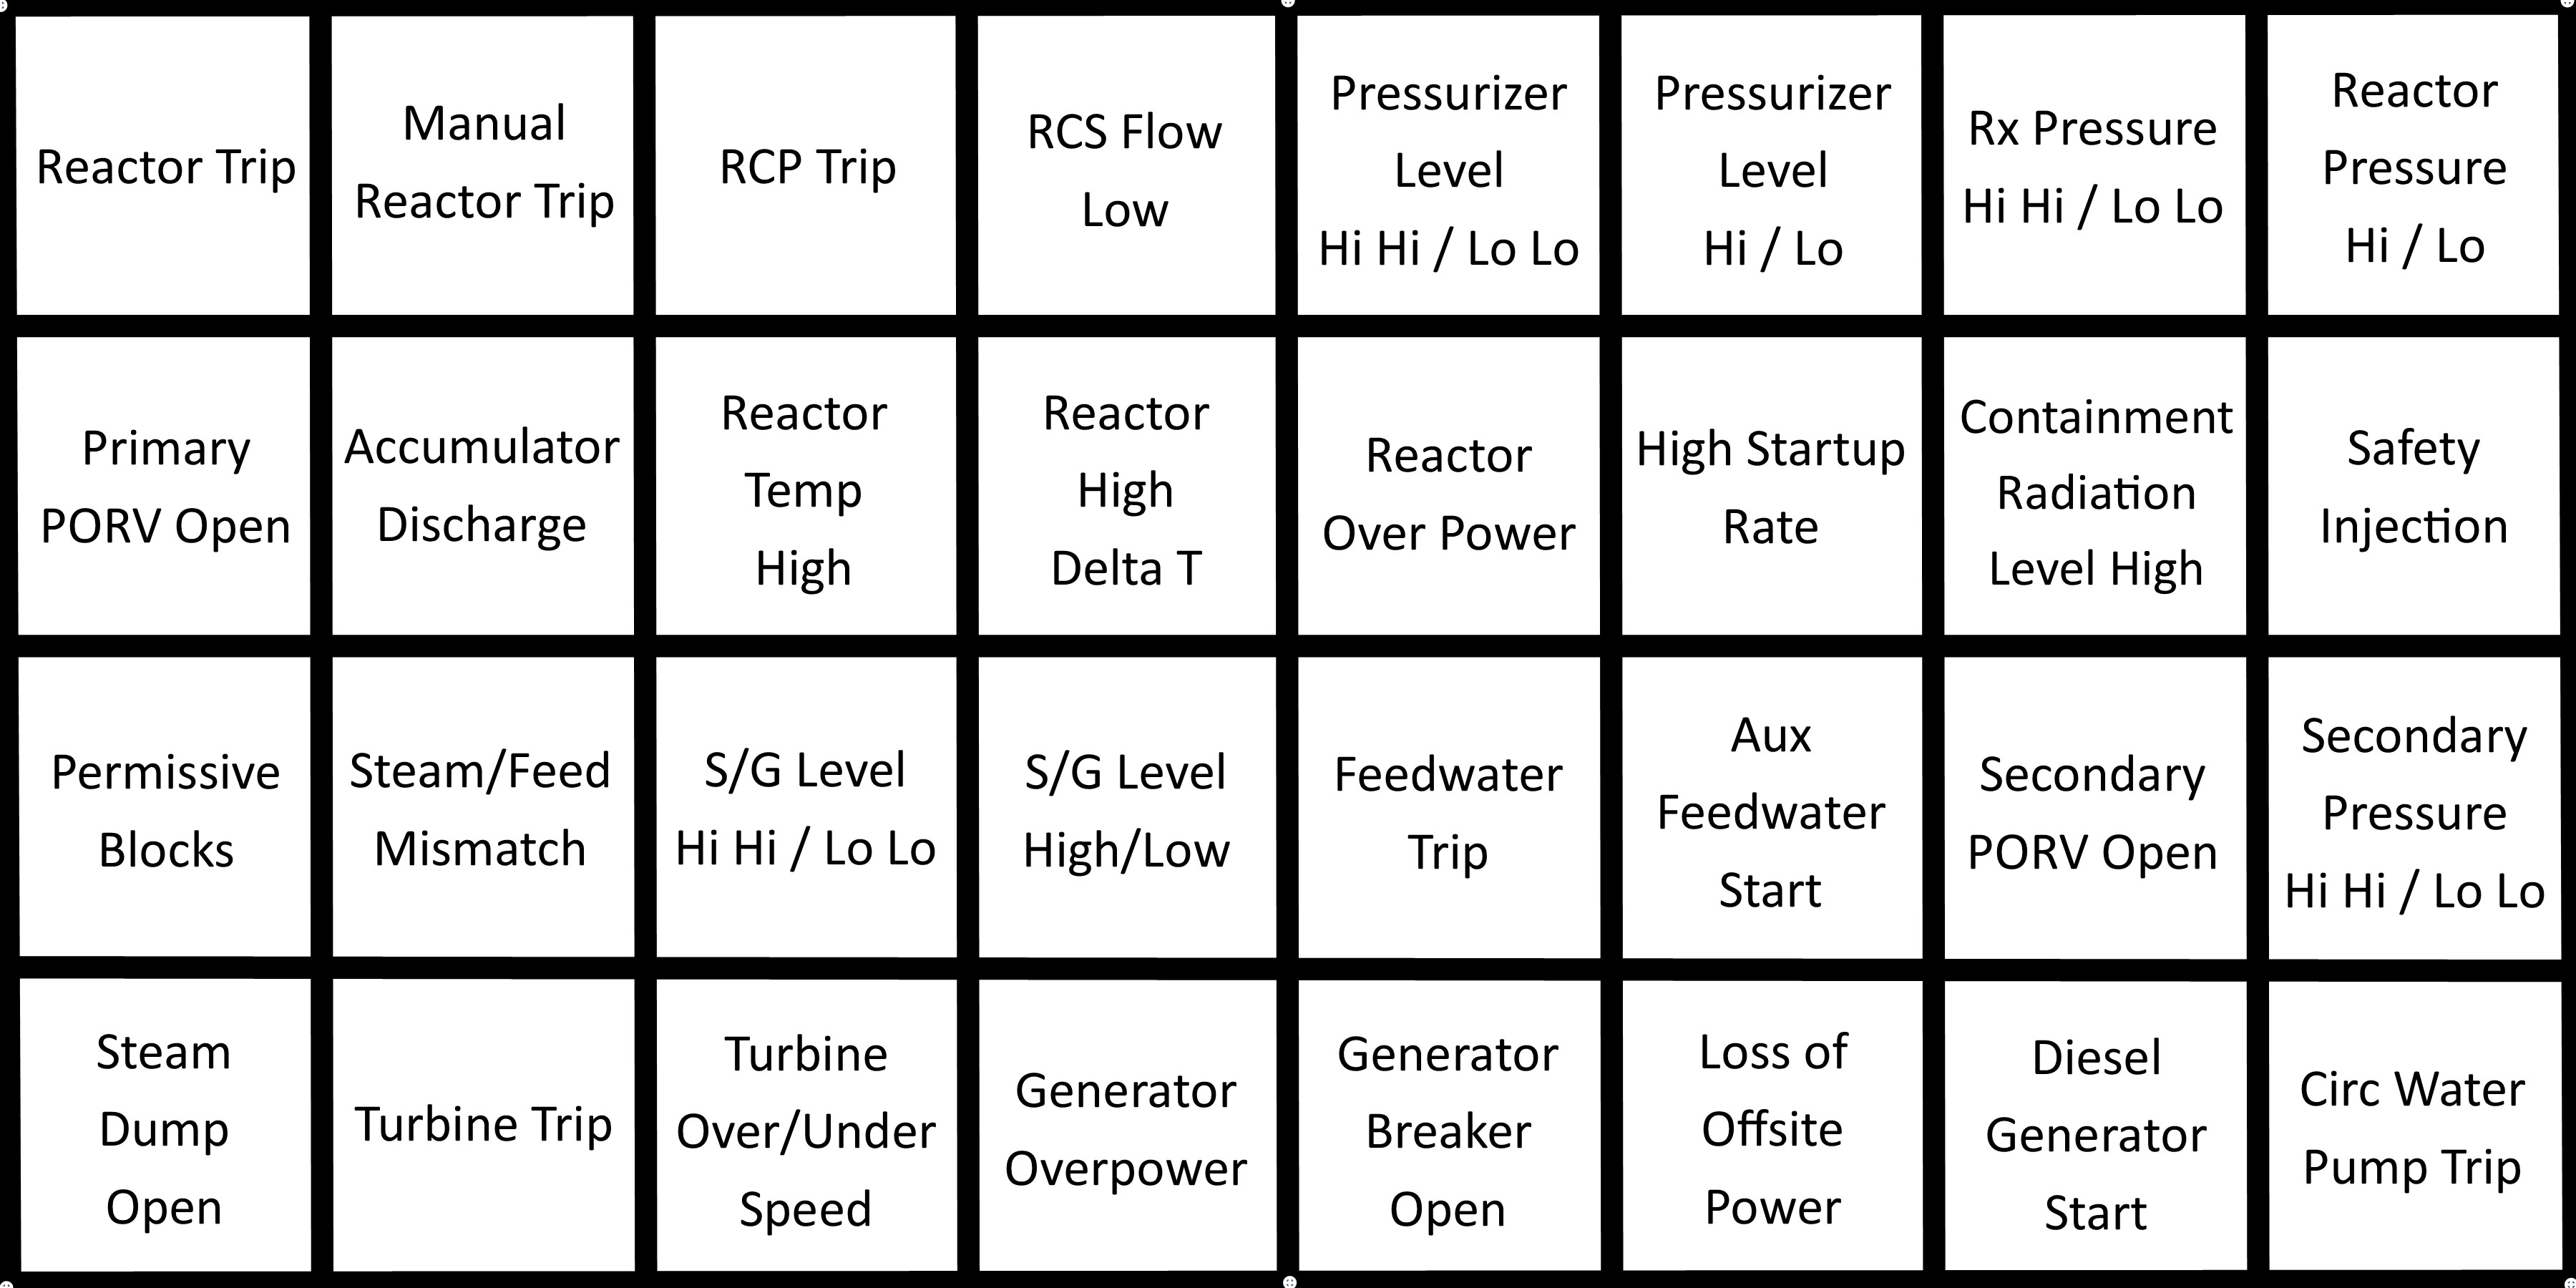 Reactor Trip
Manual
Reactor Trip
RCP Trip
RCS Flow
Low
Pressurizer
Level
Hi Hi / Lo Lo
Pressurizer
Level
Hi / Lo
Rx Pressure
Hi Hi / Lo Lo
Reactor
Pressure
Hi / Lo
Primary
PORV Open
Accumulator
Discharge
Reactor
Temp
High
Reactor
High
Delta T
Reactor
Over Power
High Startup
Rate
Containment
Radiation
Level High
Safety
Injection
Permissive
Blocks
Steam/Feed
Mismatch
S/G Level
Hi Hi / Lo Lo
S/G Level
High/Low
Feedwater
Trip
Aux
Feedwater
Start
Secondary
PORV Open
Secondary
Pressure
Hi Hi / Lo Lo
Steam
Dump
Open
Turbine Trip
Turbine
Over/Under
Speed
Generator
Overpower
Generator
Breaker
Open
Loss of
Offsite
Power
Diesel
Generator
Start
Circ Water
Pump Trip